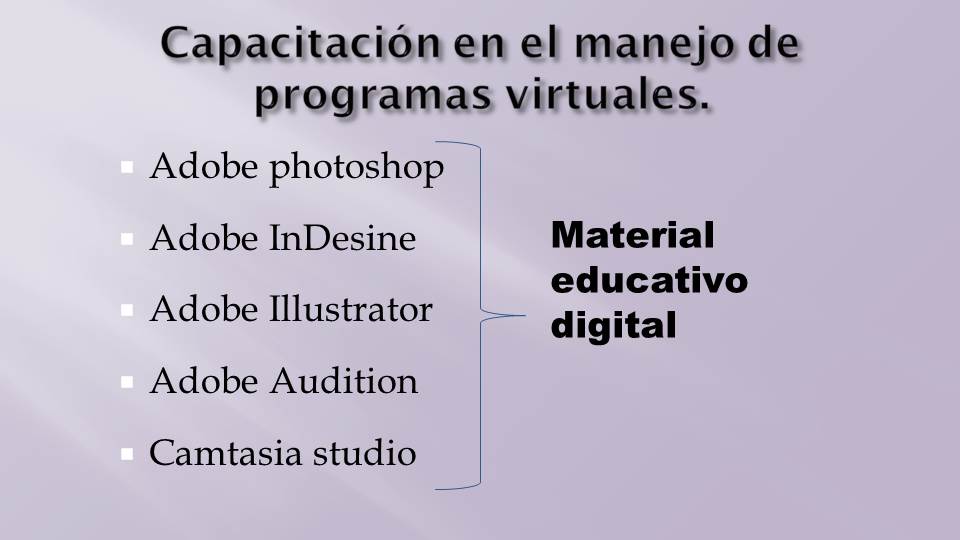 Capacitación en el manejo de
programas virtuales.
Adobe photoshop
Adobe InDesine
Adobe Illustrator
Adobe Audition
Camtasia studio
Material
educativo
digital